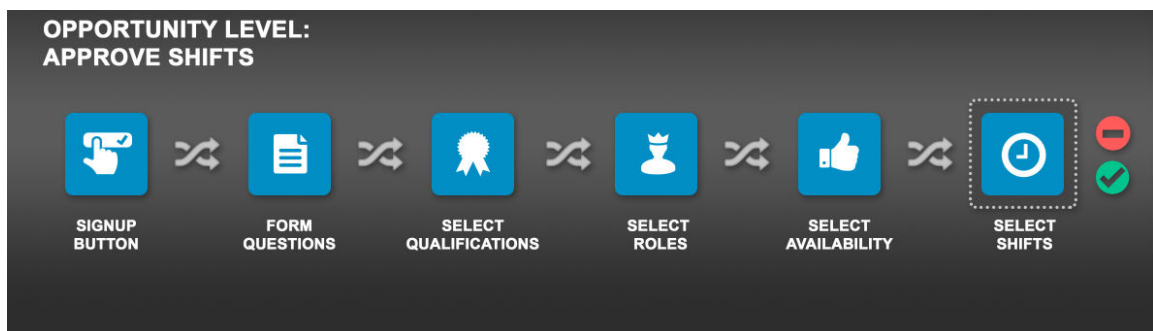 OPPORTUNITY LEVEL:
APPROVE SHIFTS
SIGNUP
BUTTON
FORM
QUESTIONS
SELECT
QUALIFICATIONS
SELECT
ROLES
SELECT
AVAILABILITY
SELECT
SHIFTS